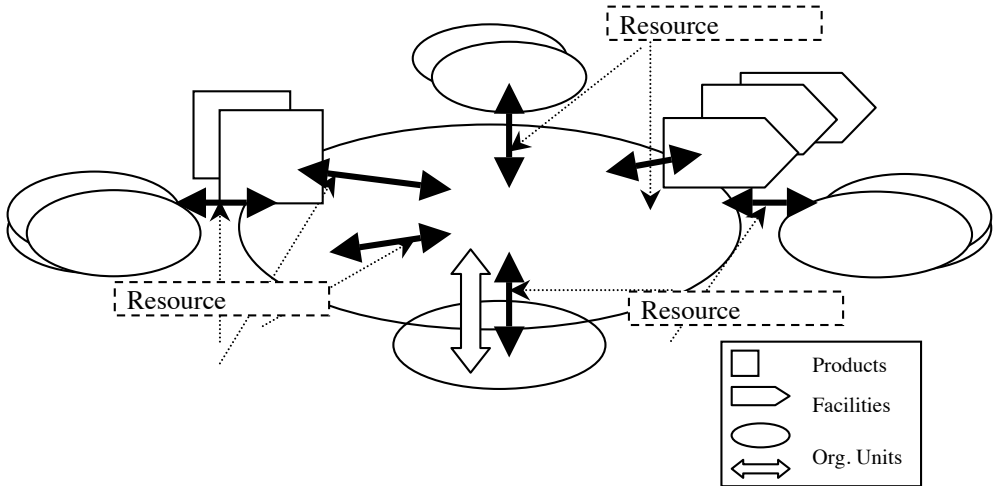 Resource
Resource
Resource
Products
Facilities
Org. Units